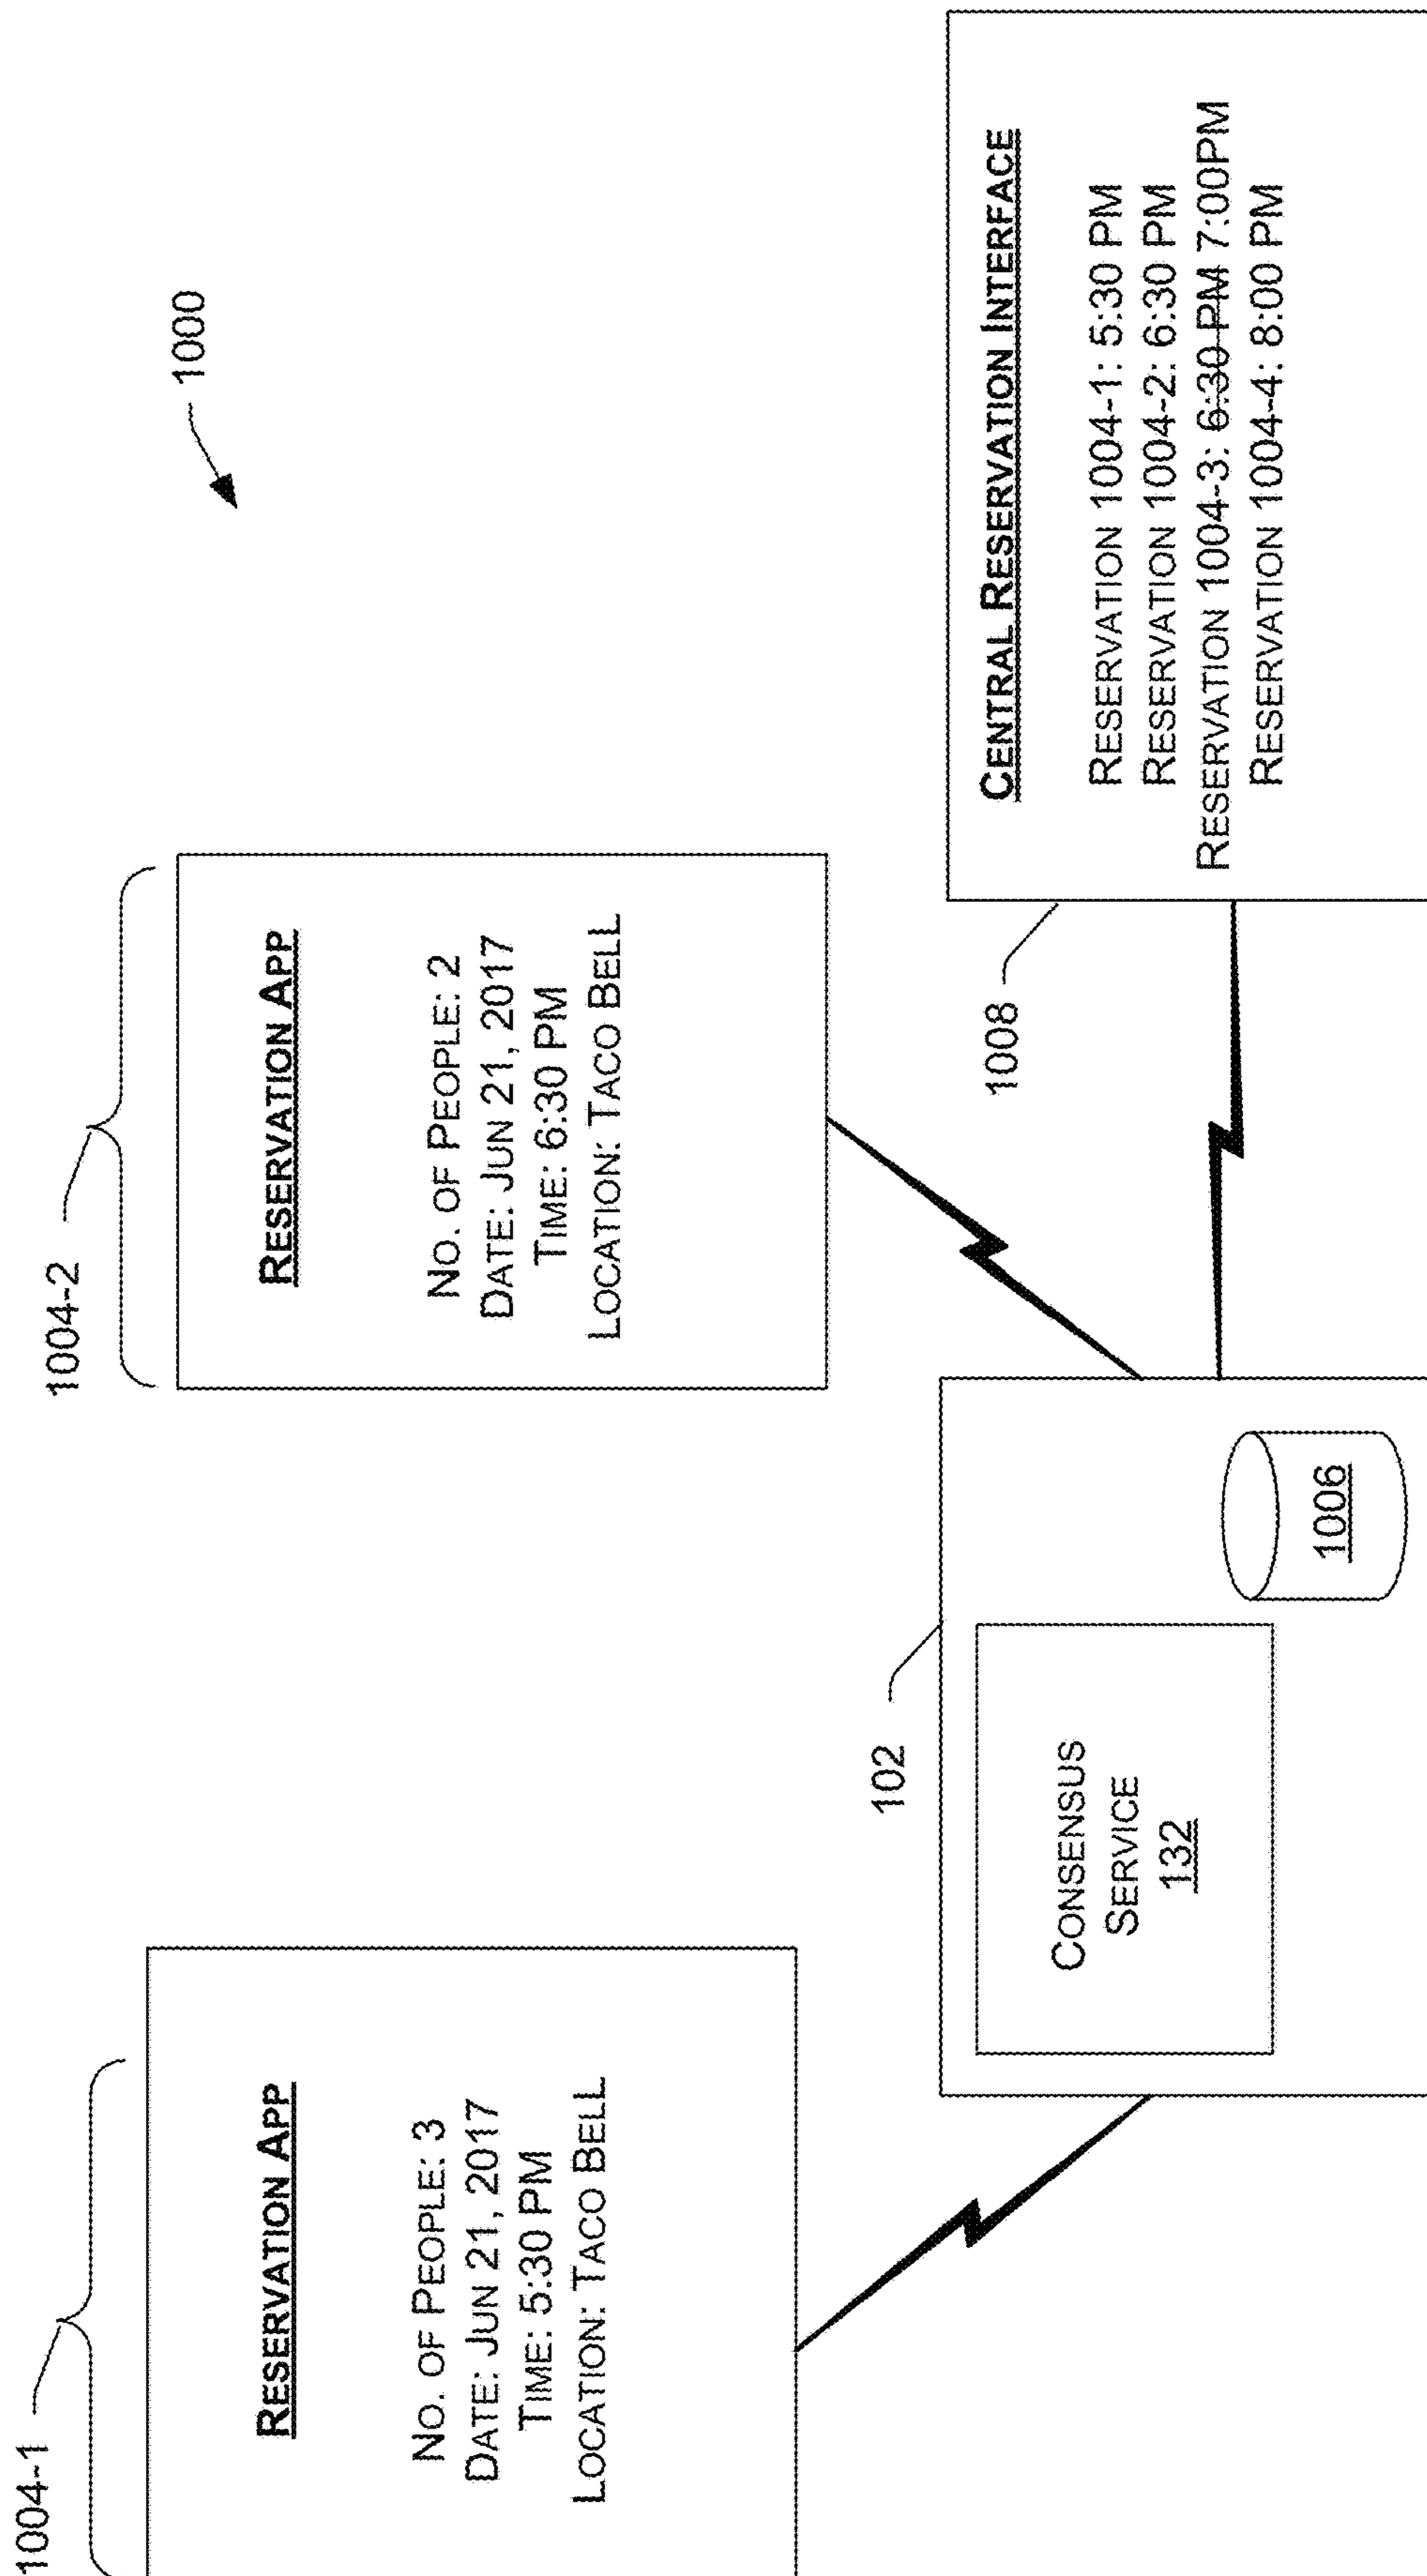 1000
1004-1
RESERVATION APP
NO. OF PEOPLE: 3
DATE: JUN 21, 2017
TIME: 5:30 PM
LOCATION: TACO BELL
1004-2
RESERVATION APP
NO. OF PEOPLE: 2
DATE: JUN 21, 2017
TIME: 6:30 PM
LOCATION: TACO BELL
102
CONSENSUS
SERVICE
132
1006
1008
CENTRAL RESERVATION INTERFACE
RESERVATION 1004-1: 5:30 PM
RESERVATION 1004-2: 6:30 PM
RESERVATION 1004-3: 6:30 PM 7:00PM
RESERVATION 1004-4: 8:00 PM